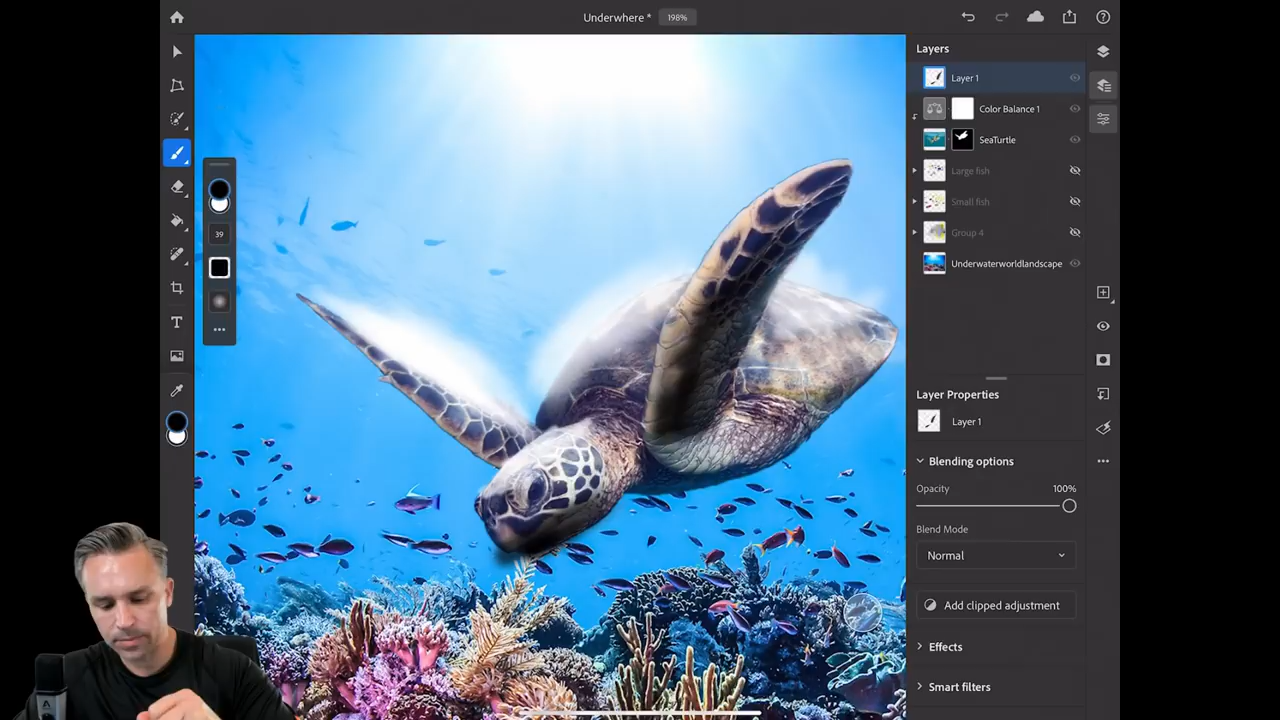 Underwhere * 198%
Layers
Layer 1
Color Balance 1
SeaTurtle
Large fish
Small fish
Group 4
Underwaterworldlandscape
39
Layer Properties
Layer 1
Blending options
Opacity 100%
Blend Mode
Normal
Add clipped adjustment
Effects
Smart filters